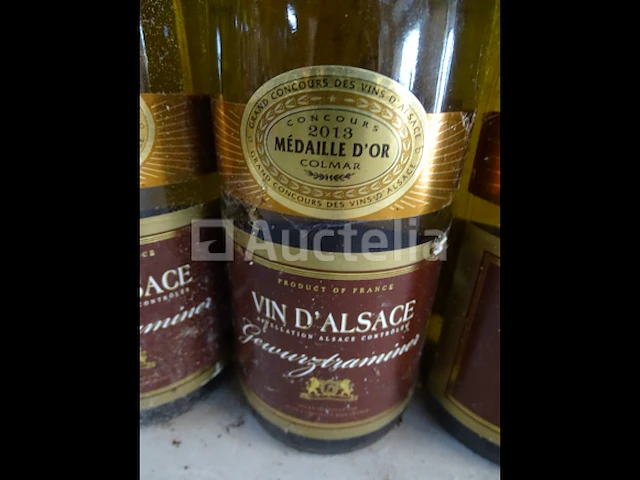 GRAND CONCOURS DES VINS D'ALSACE
CONCOURS
2013
MÉDAILLE D'OR
COLMAR
GRAND CONCOURS DES VINS D'ALSACE
Auctelia
PRODUCT OF FRANCE
VIN D'ALSACE
APPELLATION ALSACE CONTRÔLÉE
Gewurztraminer